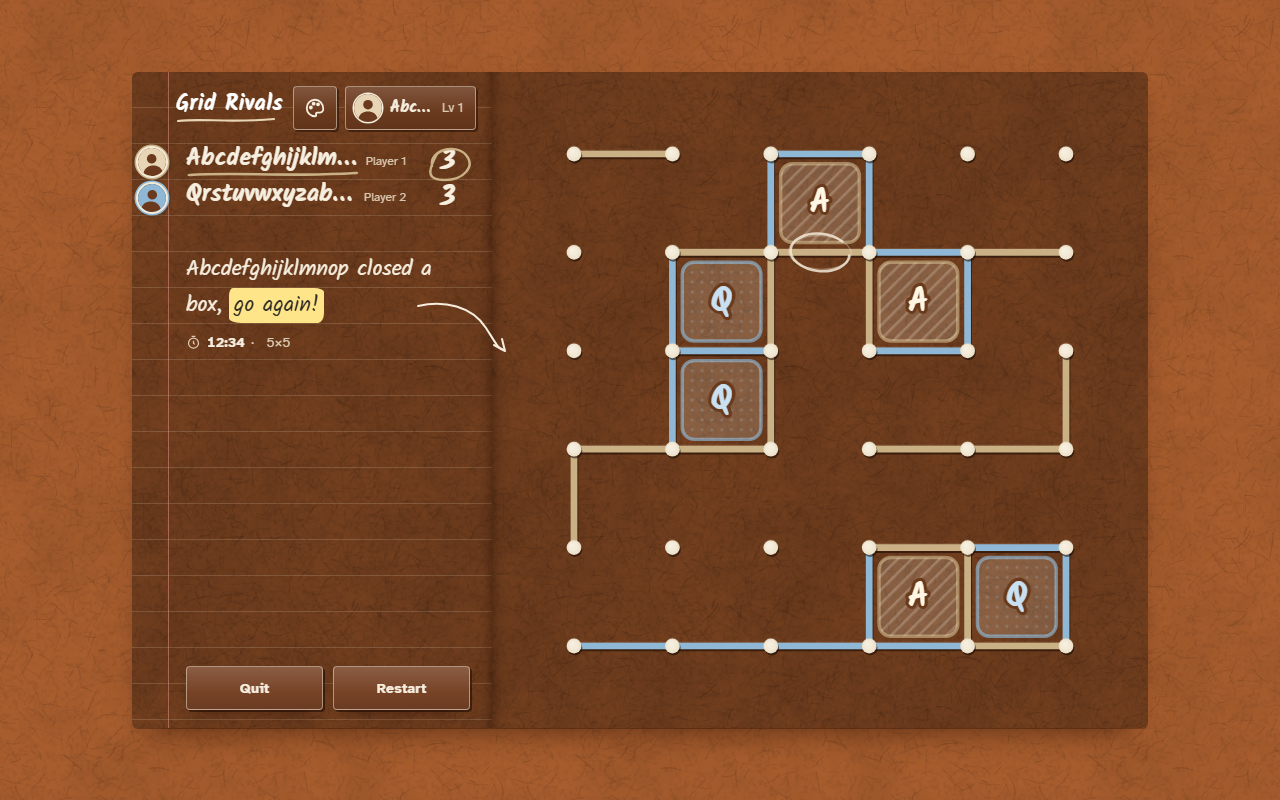 Grid Rivals
Abc... Lv 1
Abcdefghijklm... Player 1 3
Qrstuvwxyzab... Player 2 3
Abcdefghijklmnop closed a
box, go again!
12:34 · 5×5
Quit Restart
A
Q A
Q
A Q